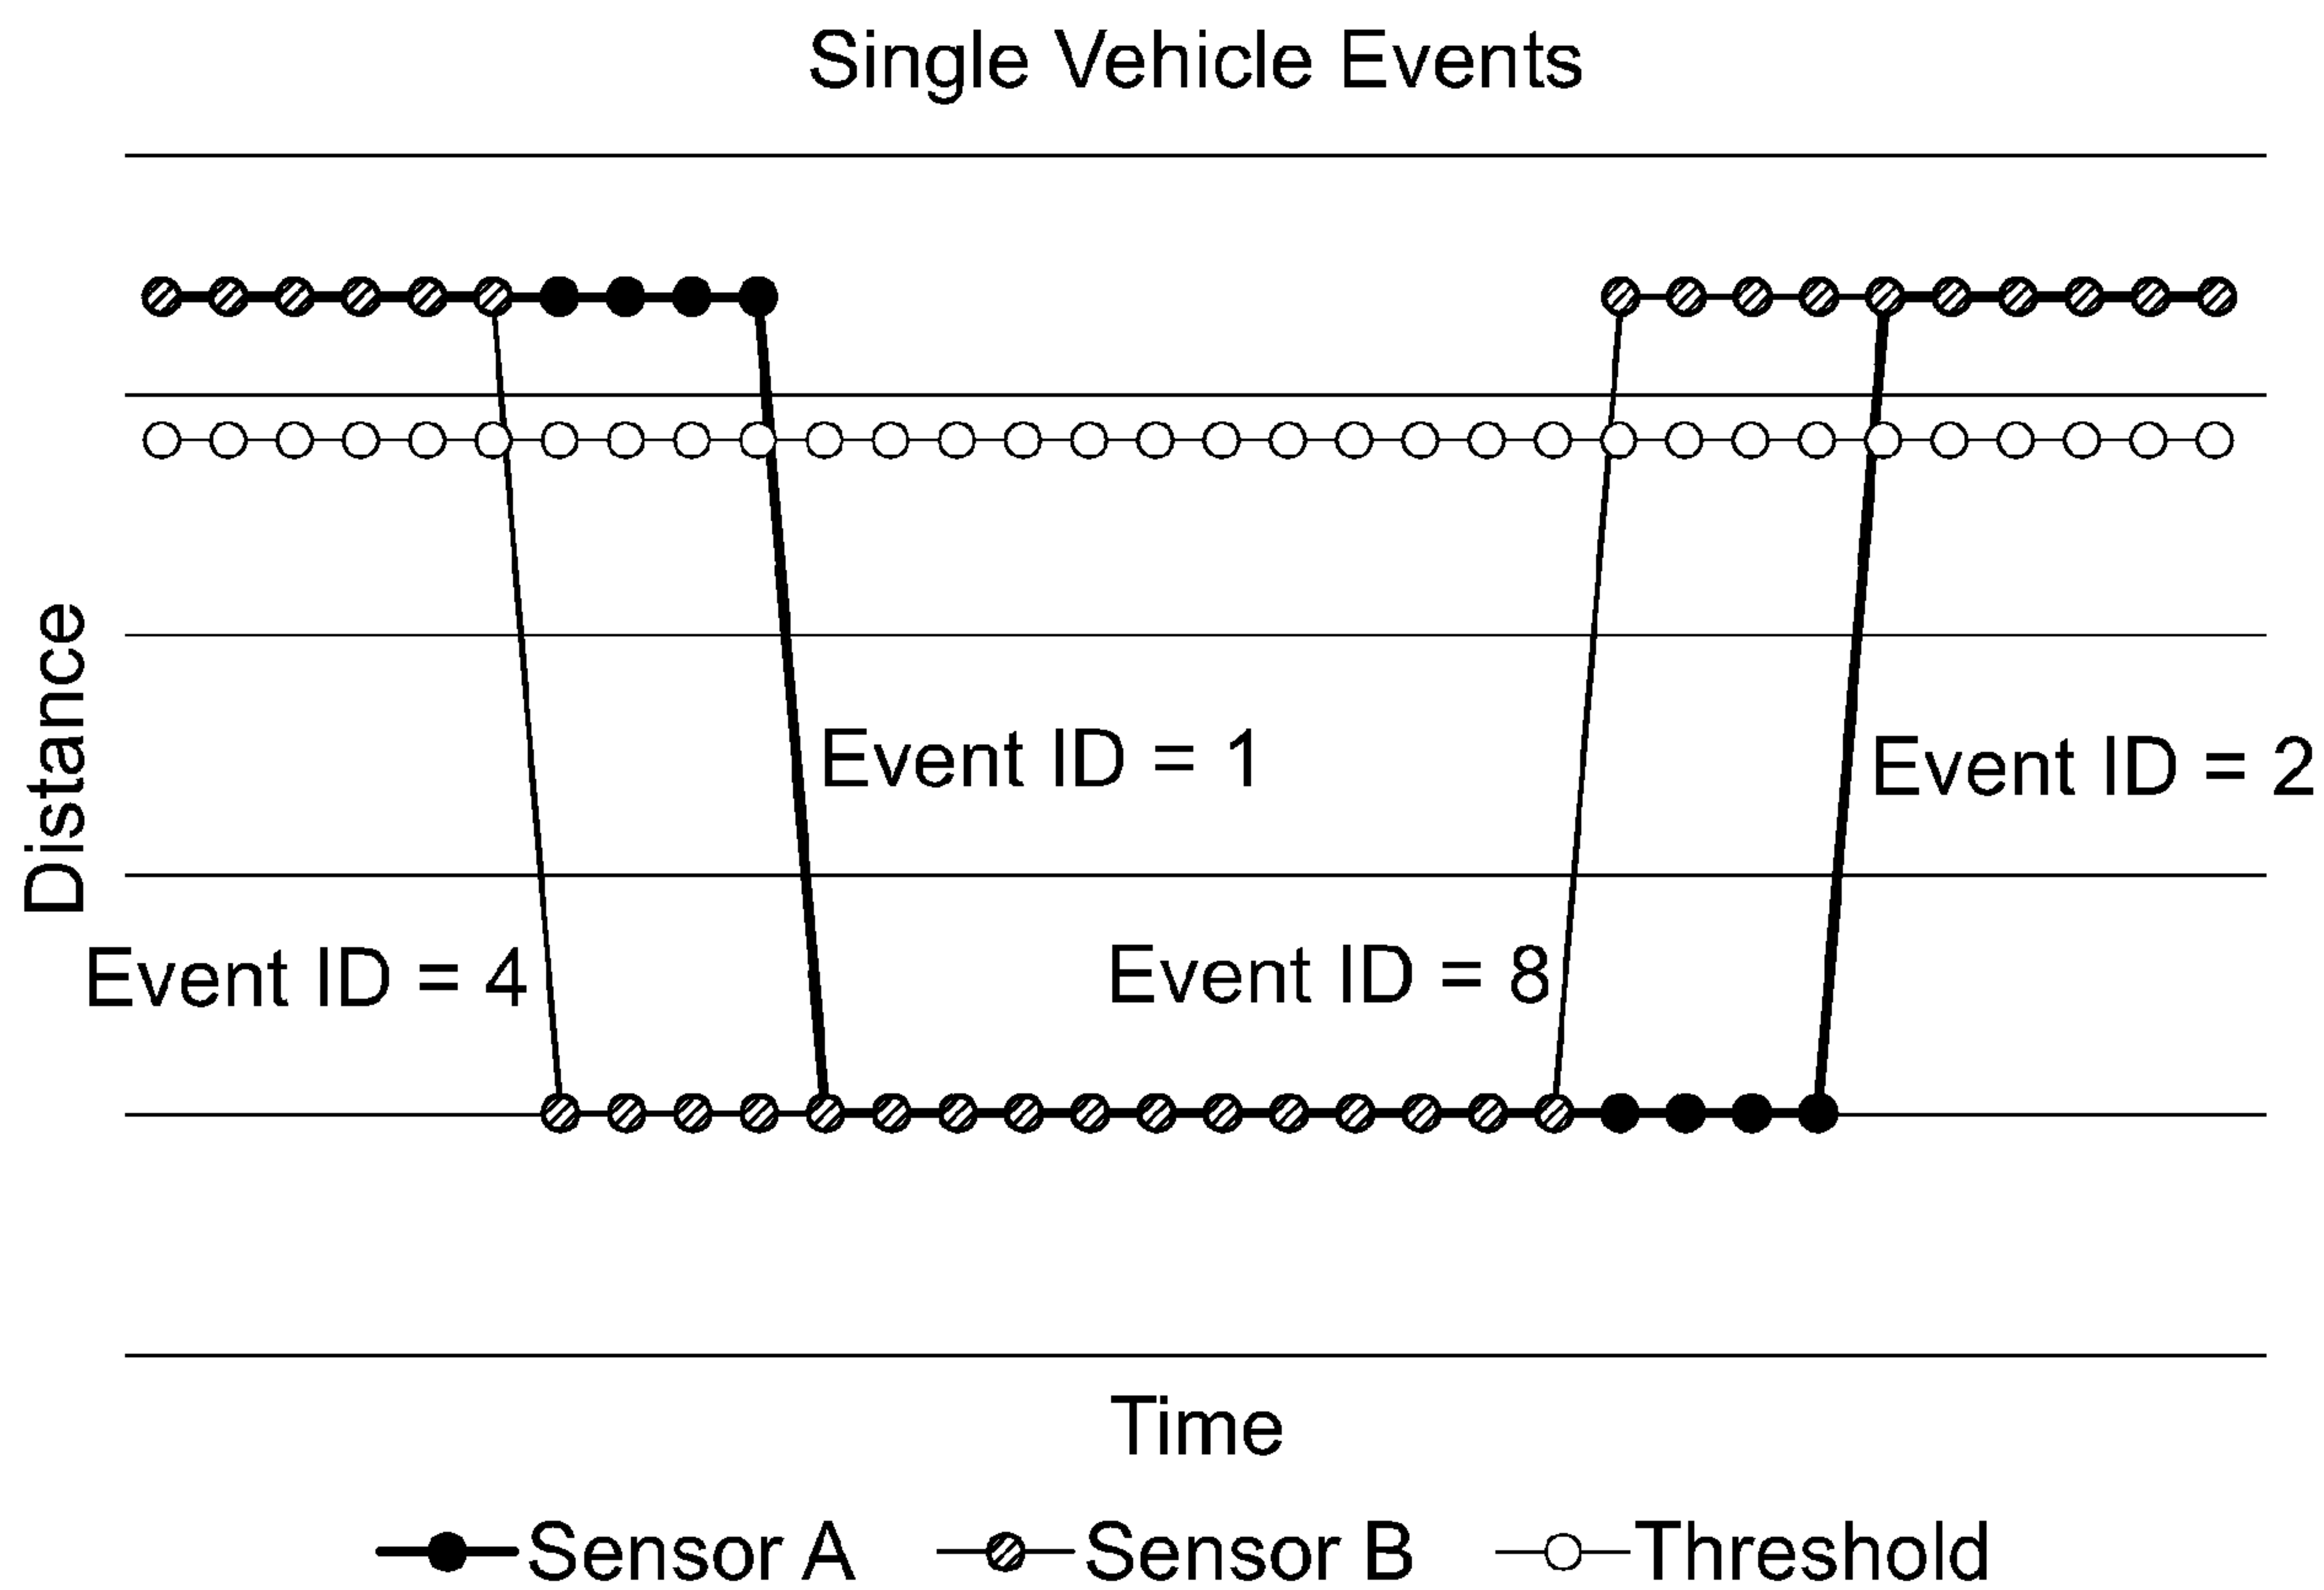 Single Vehicle Events
Distance
Event ID = 1
Event ID = 2
Event ID = 4
Event ID = 8
Time
Sensor A
Sensor B
Threshold